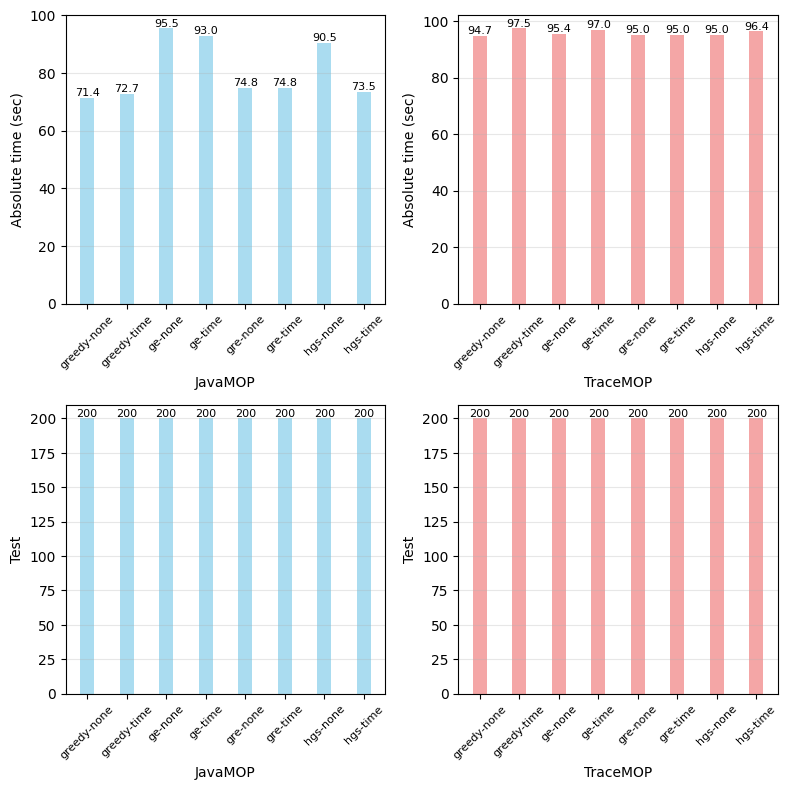 Absolute time (sec)
100
80
60
40
20
0
71.4
72.7
95.5
93.0
74.8
74.8
90.5
73.5
greedy-none
greedy-time
ge-none
ge-time
gre-none
gre-time
hgs-none
hgs-time
JavaMOP
Absolute time (sec)
100
80
60
40
20
0
94.7
97.5
95.4
97.0
95.0
95.0
95.0
96.4
greedy-none
greedy-time
ge-none
ge-time
gre-none
gre-time
hgs-none
hgs-time
TraceMOP
Test
200
175
150
125
100
75
50
25
0
200
200
200
200
200
200
200
200
greedy-none
greedy-time
ge-none
ge-time
gre-none
gre-time
hgs-none
hgs-time
JavaMOP
Test
200
175
150
125
100
75
50
25
0
200
200
200
200
200
200
200
200
greedy-none
greedy-time
ge-none
ge-time
gre-none
gre-time
hgs-none
hgs-time
TraceMOP